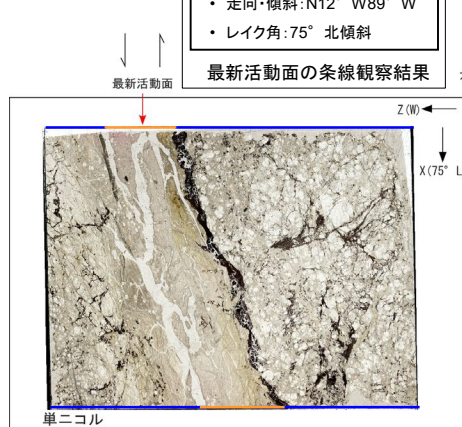 • 走向・傾斜:N12°W89°W
• レイク角:75°北傾斜
最新活動面の条線観察結果
最新活動面
Z(W)
X(75°L
単ニコル